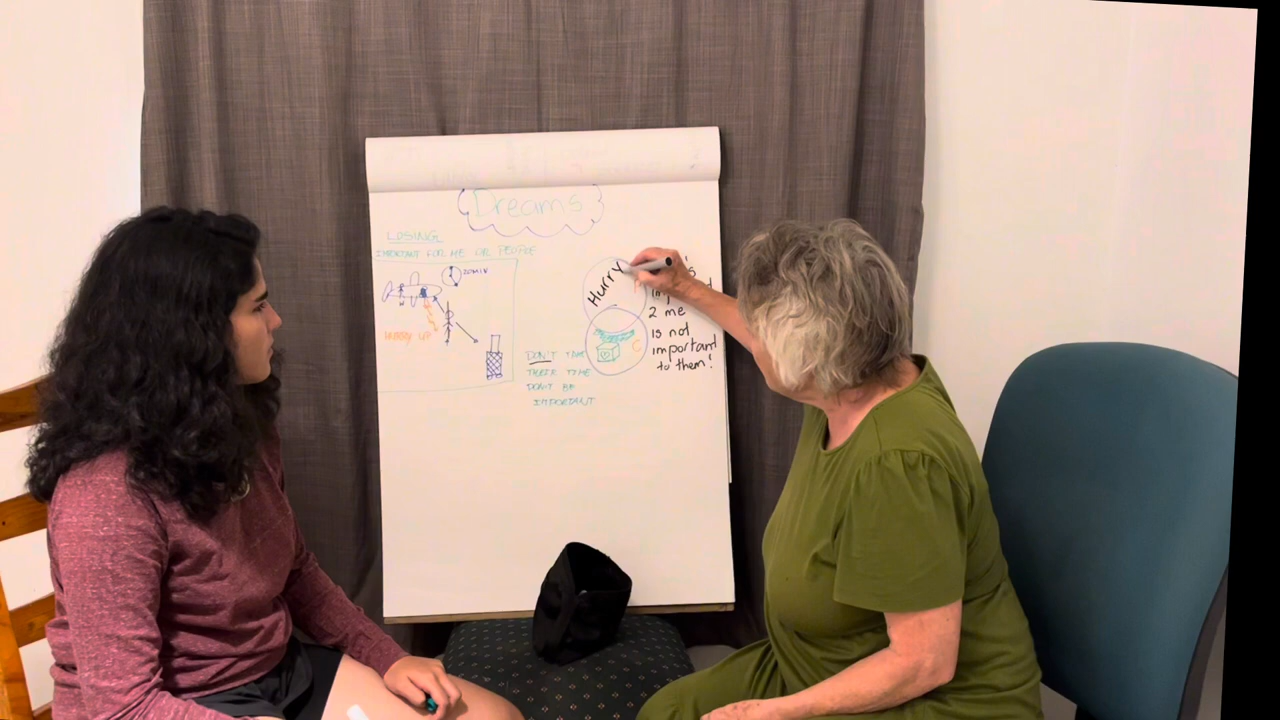 Dreams
LOSING
IMPORTANT FOR ME OR PEOPLE
20MIN
HURRY UP
Hurry
2 me
is not
important
to them!
C
DON'T TAKE
THEIR TIME
DON'T BE
IMPORTANT